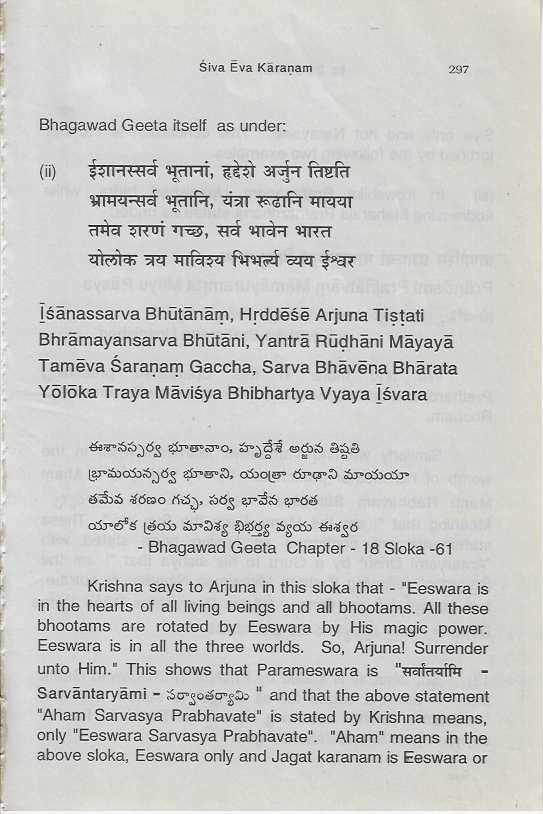 Śiva Ēva Kāraṇam 297
Bhagawad Geeta itself as under:
(ii) ईशानस्सर्व भूतानां, हृद्देशे अर्जुन तिष्टति
भ्रामयन्सर्व भूतानि, यंत्रा रूढानि मायया
तमेव शरणं गच्छ, सर्व भावेन भारत
योलोक त्रय माविश्य भिभर्त्य व्यय ईश्वर
Īśānassarva Bhūtānām, Hrddēśē Arjuna Tiṣṭati
Bhrāmayansarva Bhūtāni, Yantrā Rūḍhāni Māyayā
Tamēva Śaraṇam Gaccha, Sarva Bhāvēna Bhārata
Yōlōka Traya Māviśya Bhibhartya Vyaya Īśvara
ఈశానస్సర్వ భూతానాం, హృద్దేశే అర్జున తిష్టతి
భ్రామయన్సర్వ భూతాని, యంత్రా రూఢాని మాయయా
తమేవ శరణం గచ్ఛ, సర్వ భావేన భారత
యాలోక త్రయ మావిశ్య భిభర్త్య వ్యయ ఈశ్వర
- Bhagawad Geeta Chapter - 18 Sloka -61
Krishna says to Arjuna in this sloka that - "Eeswara is
in the hearts of all living beings and all bhootams. All these
bhootams are rotated by Eeswara by His magic power.
Eeswara is in all the three worlds. So, Arjuna! Surrender
unto Him." This shows that Parameswara is "सर्वांतर्यामि -
Sarvāntaryāmi - సర్వాంతర్యామి " and that the above statement
"Aham Sarvasya Prabhavate" is stated by Krishna means,
only "Eeswara Sarvasya Prabhavate". "Aham" means in the
above sloka, Eeswara only and Jagat karanam is Eeswara or